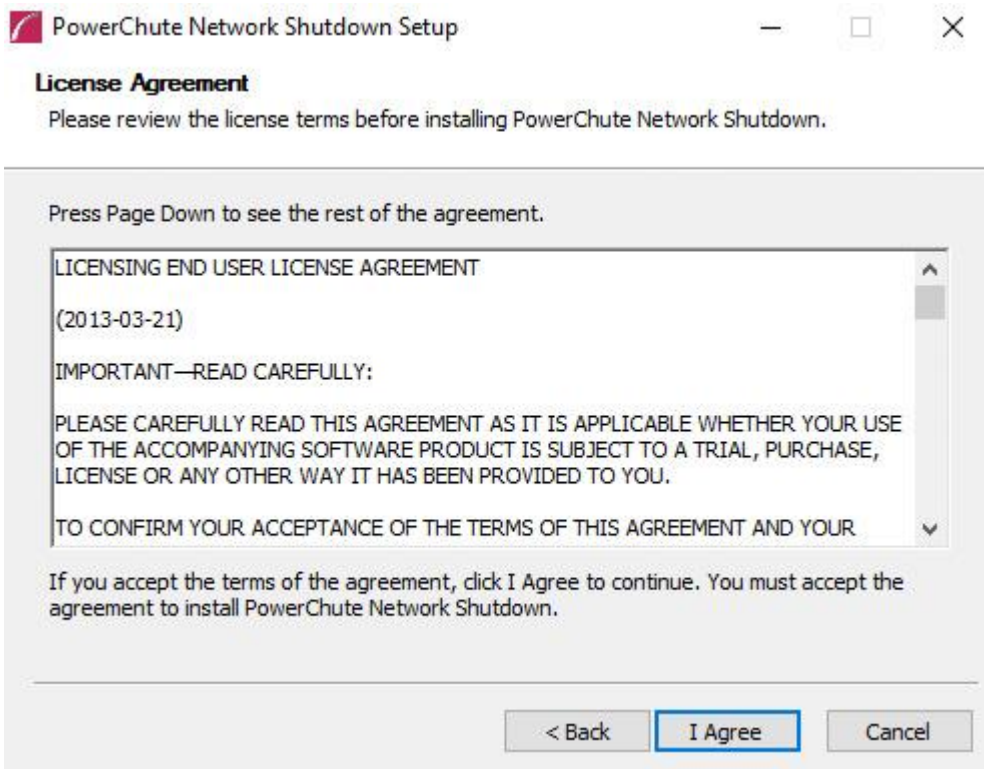 PowerChute Network Shutdown Setup
License Agreement
Please review the license terms before installing PowerChute Network Shutdown.
Press Page Down to see the rest of the agreement.
LICENSING END USER LICENSE AGREEMENT
(2013-03-21)
IMPORTANT—READ CAREFULLY:
PLEASE CAREFULLY READ THIS AGREEMENT AS IT IS APPLICABLE WHETHER YOUR USE
OF THE ACCOMPANYING SOFTWARE PRODUCT IS SUBJECT TO A TRIAL, PURCHASE,
LICENSE OR ANY OTHER WAY IT HAS BEEN PROVIDED TO YOU.
TO CONFIRM YOUR ACCEPTANCE OF THE TERMS OF THIS AGREEMENT AND YOUR
If you accept the terms of the agreement, click I Agree to continue. You must accept the
agreement to install PowerChute Network Shutdown.
< Back
I Agree
Cancel